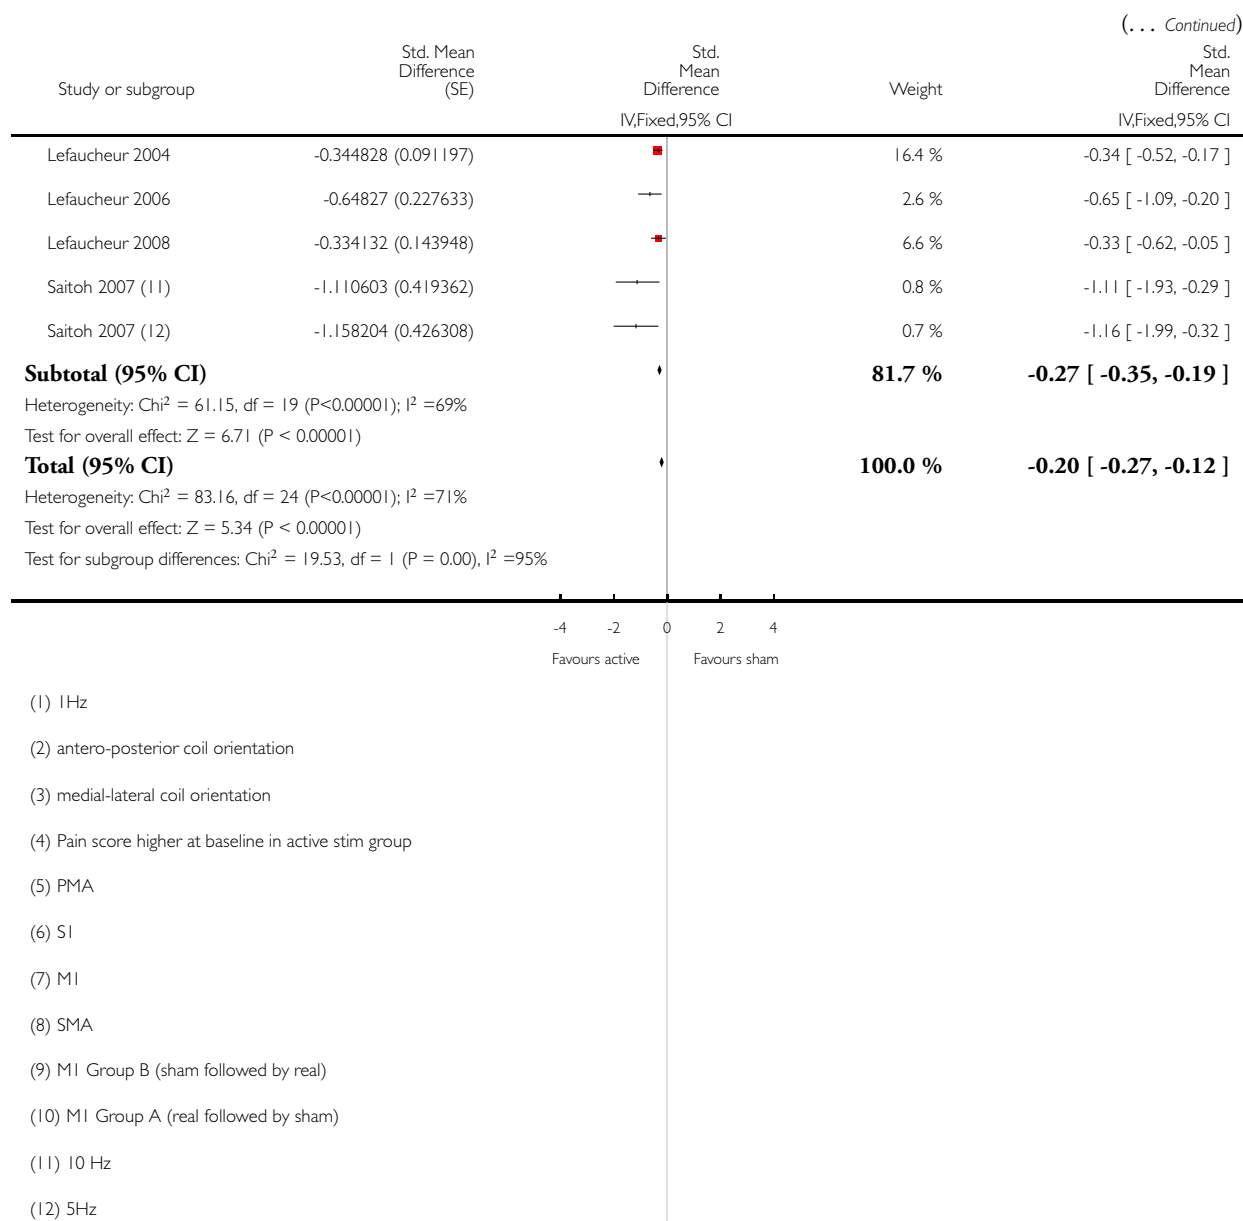 (... Continued)
Study or subgroup Std. Mean Difference (SE) Std. Mean Difference Weight Std. Mean Difference
IV,Fixed,95% CI IV,Fixed,95% CI
Lefaucheur 2004 -0.344828 (0.091197) 16.4 % -0.34 [ -0.52, -0.17 ]
Lefaucheur 2006 -0.64827 (0.227633) 2.6 % -0.65 [ -1.09, -0.20 ]
Lefaucheur 2008 -0.334132 (0.143948) 6.6 % -0.33 [ -0.62, -0.05 ]
Saitoh 2007 (11) -1.110603 (0.419362) 0.8 % -1.11 [ -1.93, -0.29 ]
Saitoh 2007 (12) -1.158204 (0.426308) 0.7 % -1.16 [ -1.99, -0.32 ]
Subtotal (95% CI) 81.7 % -0.27 [ -0.35, -0.19 ]
Heterogeneity: Chi² = 61.15, df = 19 (P<0.00001); I² =69%
Test for overall effect: Z = 6.71 (P < 0.00001)
Total (95% CI) 100.0 % -0.20 [ -0.27, -0.12 ]
Heterogeneity: Chi² = 83.16, df = 24 (P<0.00001); I² =71%
Test for overall effect: Z = 5.34 (P < 0.00001)
Test for subgroup differences: Chi² = 19.53, df = 1 (P = 0.00), I² =95%
-4 -2 0 2 4
Favours active Favours sham
(1) 1Hz
(2) antero-posterior coil orientation
(3) medial-lateral coil orientation
(4) Pain score higher at baseline in active stim group
(5) PMA
(6) S1
(7) M1
(8) SMA
(9) M1 Group B (sham followed by real)
(10) M1 Group A (real followed by sham)
(11) 10 Hz
(12) 5Hz